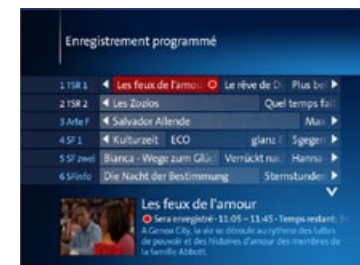 Enregistrement programmé
1 TSR 1 Les feux de l'amou Le rêve de D Plus bel
2 TSR 2 Les Zozios Quel temps fait
3 Arte F Salvador Allende Max
4 SF 1 Kulturzeit ECO glanz & 5gegen
5 SF zwei Bianca - Wege zum Glüc Verrückt nac Hanna
6 SFinfo Die Nacht der Bestimmung Sternstunden
Les feux de l'amour
Sera enregistré · 11:05 – 11:45 · Temps restant:
A Genoa City, la vie se déroule au rythme des luttes
de pouvoir et des histoires d'amour des membres de
la famille Abbott.